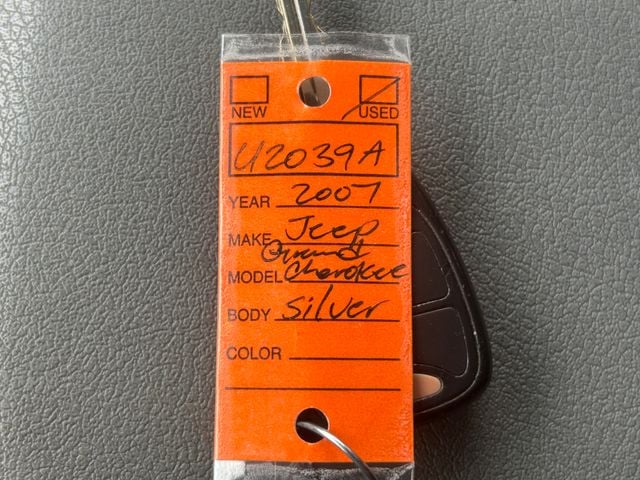 NEW USED
U2039A
YEAR 2007
MAKE Jeep
Grand
MODEL Cherokee
BODY Silver
COLOR